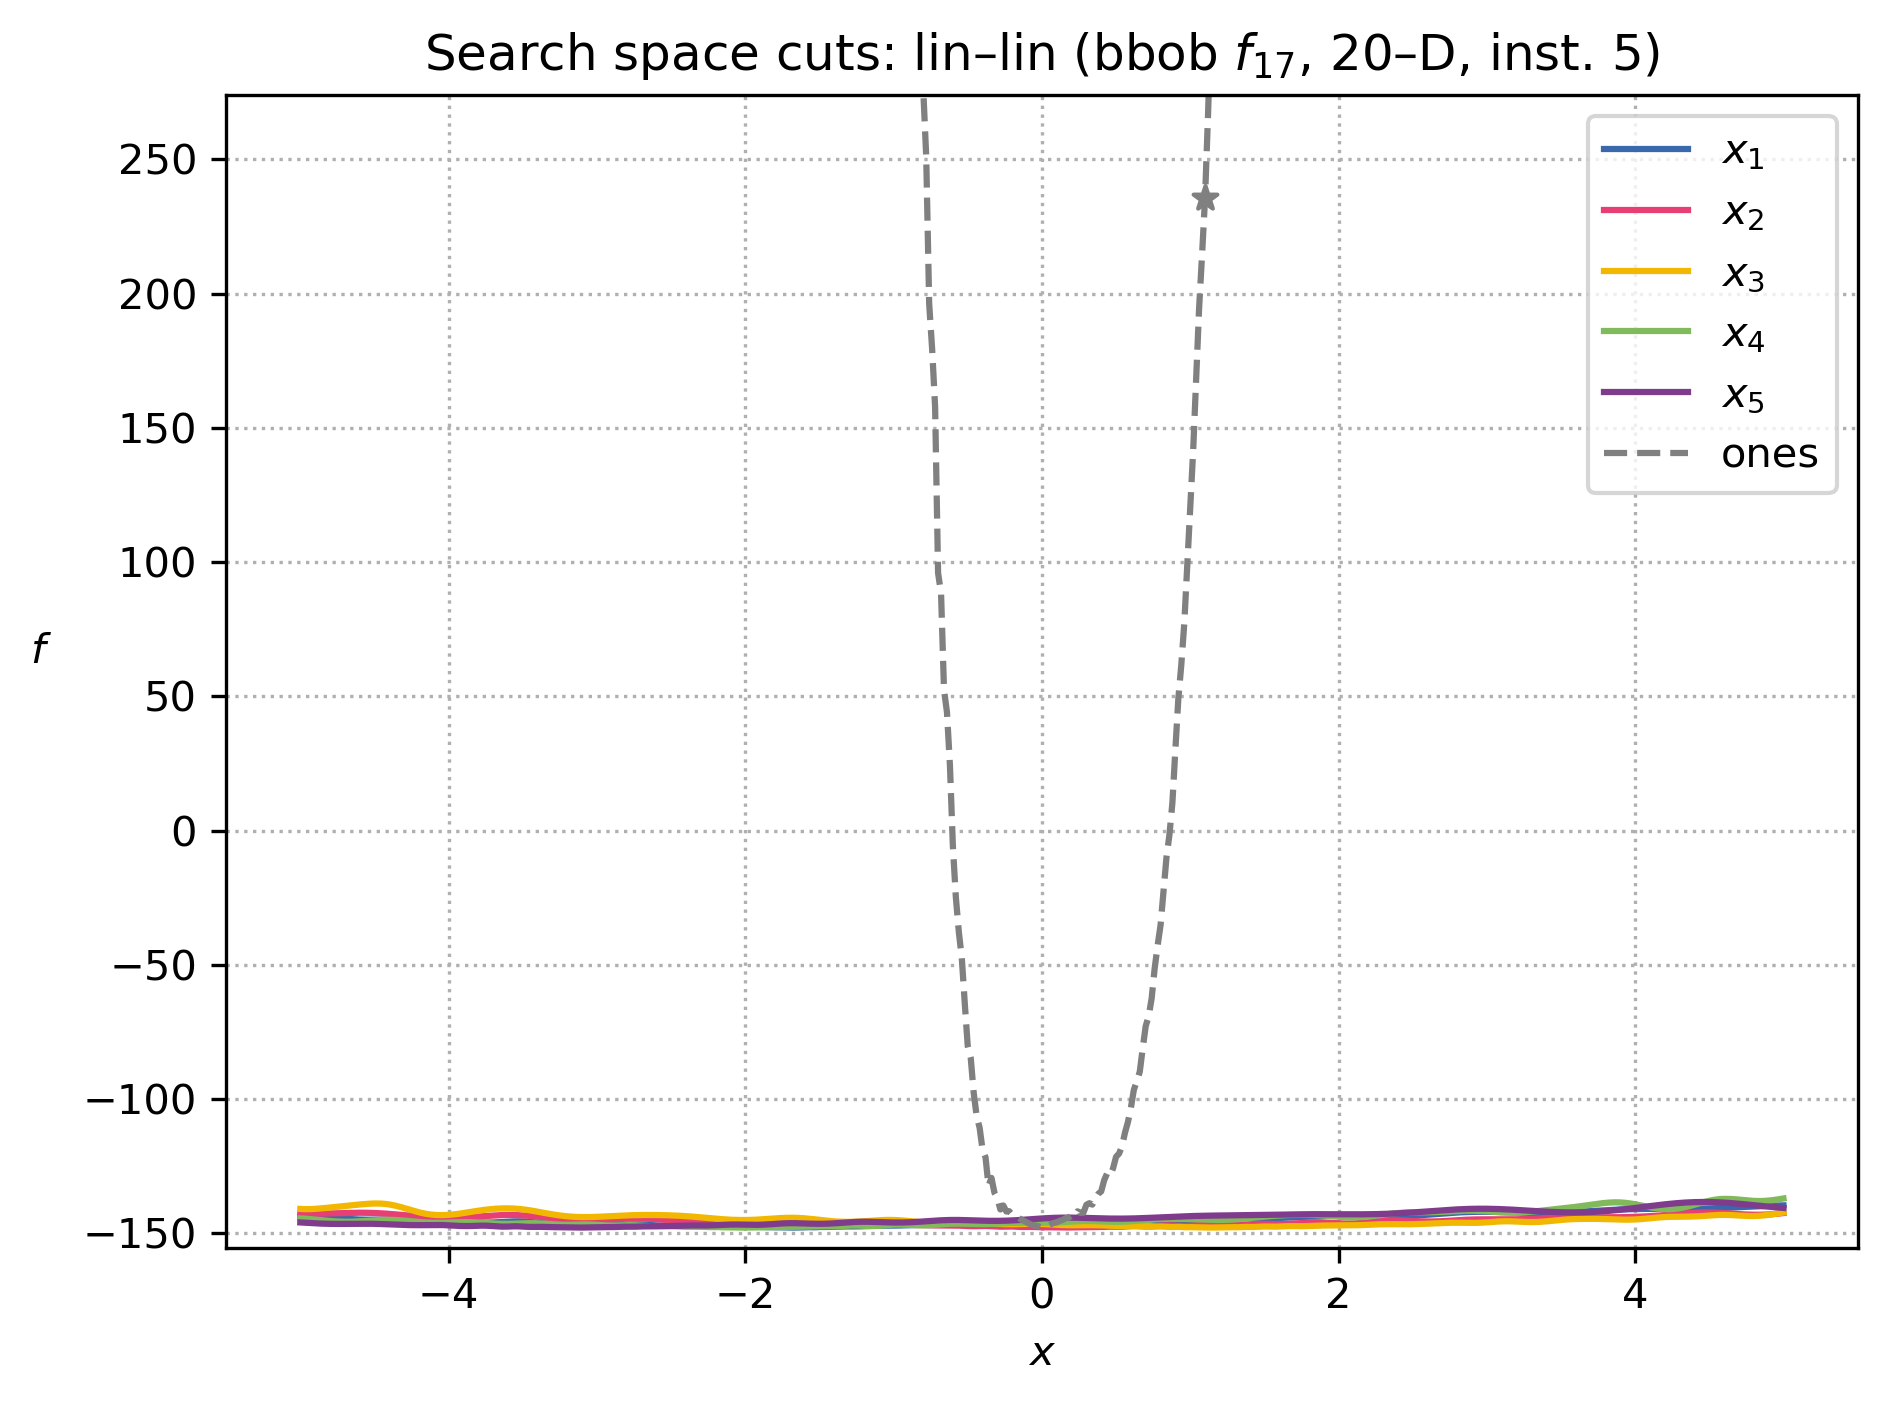 Search space cuts: lin–lin (bbob f₁₇, 20–D, inst. 5)
250
200
150
100
50
0
−50
−100
−150
f
−4
−2
0
2
4
x
x₁
x₂
x₃
x₄
x₅
ones